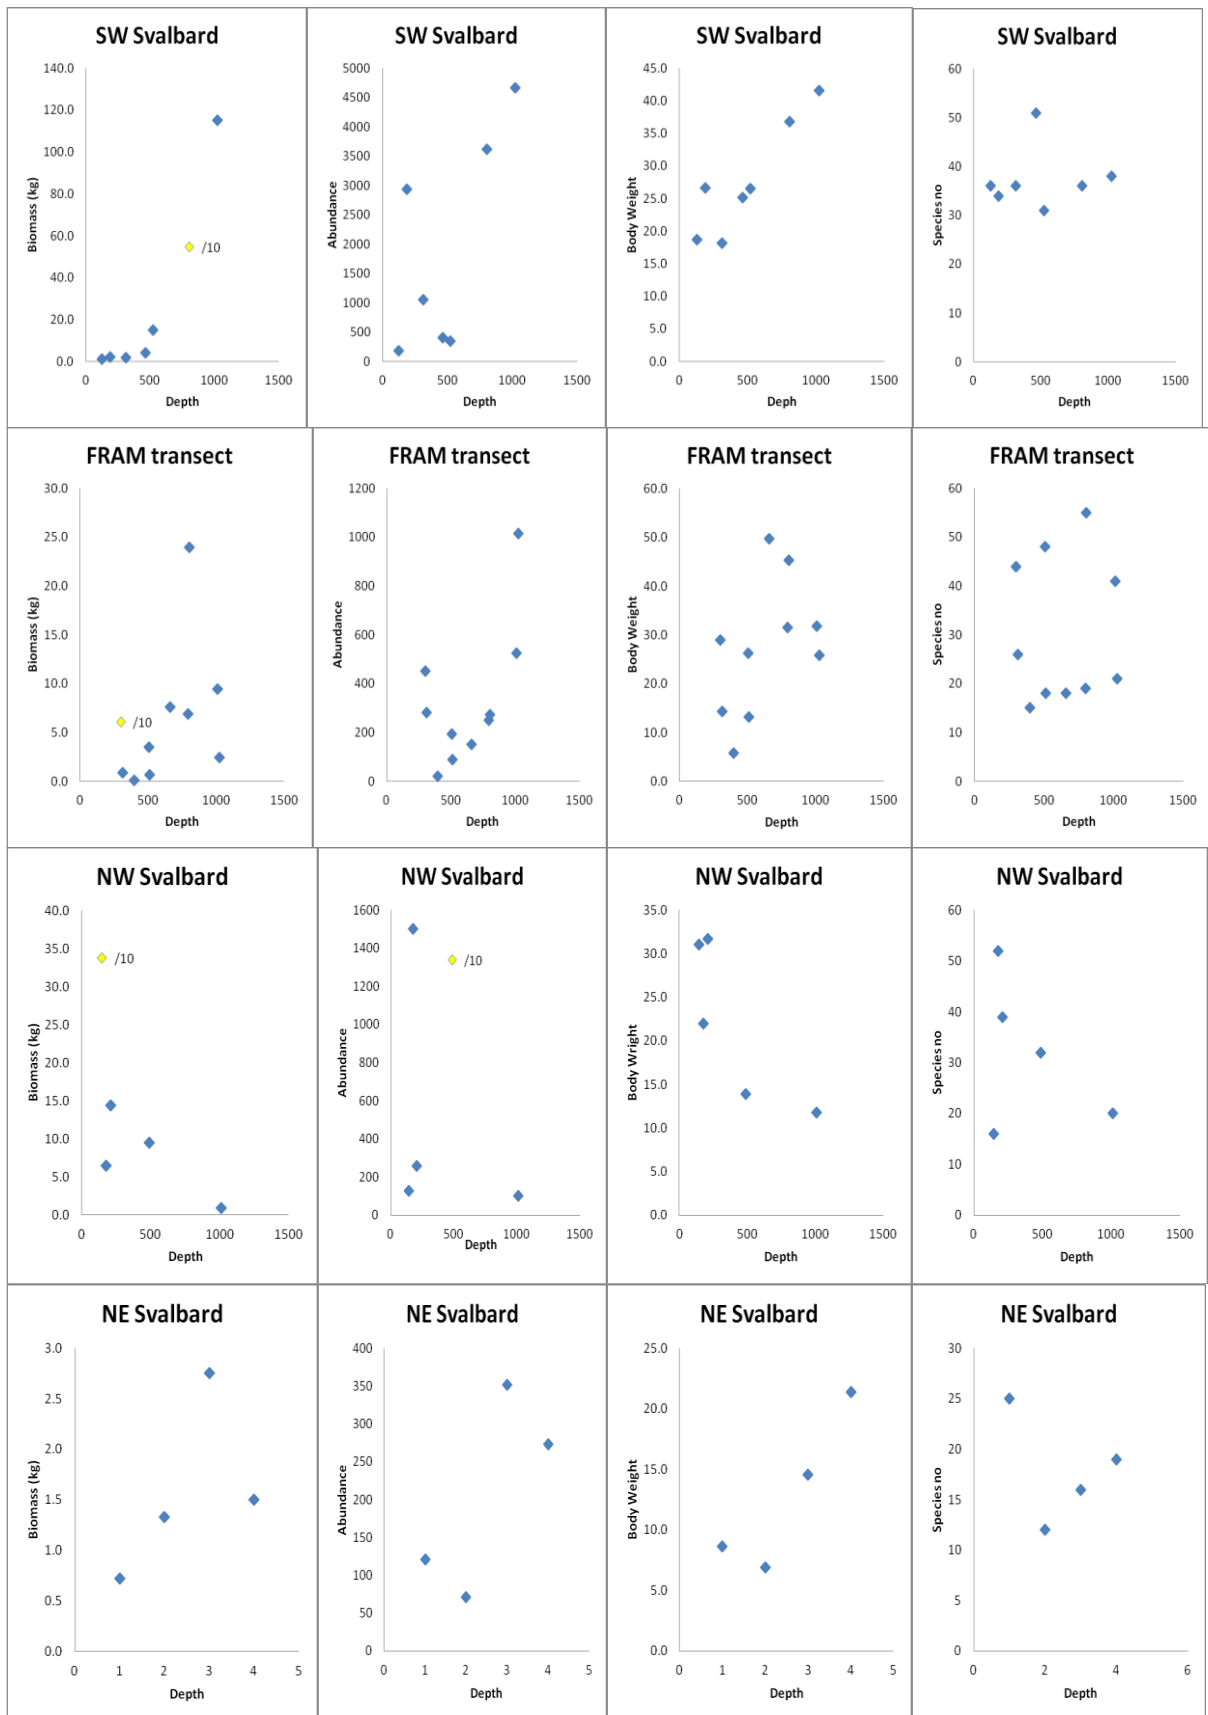 SW Svalbard
Biomass (kg)
140.0
120.0
100.0
80.0
60.0
40.0
20.0
0.0
/10
0 500 1000 1500
Depth
SW Svalbard
Abundance
5000
4500
4000
3500
3000
2500
2000
1500
1000
500
0
0 500 1000 1500
Depth
SW Svalbard
Body Weight
45.0
40.0
35.0
30.0
25.0
20.0
15.0
10.0
5.0
0.0
0 500 1000 1500
Deph
SW Svalbard
Species no
60
50
40
30
20
10
0
0 500 1000 1500
Depth
FRAM transect
Biomass (kg)
30.0
25.0
20.0
15.0
10.0
5.0
0.0
/10
0 500 1000 1500
Depth
FRAM transect
Abundance
1200
1000
800
600
400
200
0
0 500 1000 1500
Depth
FRAM transect
Body Weight
60.0
50.0
40.0
30.0
20.0
10.0
0.0
0 500 1000 1500
Depth
FRAM transect
Species no
60
50
40
30
20
10
0
0 500 1000 1500
Depth
NW Svalbard
Biomass (kg)
40.0
35.0
30.0
25.0
20.0
15.0
10.0
5.0
0.0
/10
0 500 1000 1500
Depth
NW Svalbard
Abundance
1600
1400
1200
1000
800
600
400
200
0
/10
0 500 1000 1500
Depth
NW Svalbard
Body Wright
35.0
30.0
25.0
20.0
15.0
10.0
5.0
0.0
0 500 1000 1500
Depth
NW Svalbard
Species no
60
50
40
30
20
10
0
0 500 1000 1500
Depth
NE Svalbard
Biomass (kg)
3.0
2.5
2.0
1.5
1.0
0.5
0.0
0 1 2 3 4 5
Depth
NE Svalbard
Abundance
400
350
300
250
200
150
100
50
0
0 1 2 3 4 5
Depth
NE Svalbard
Body Weight
25.0
20.0
15.0
10.0
5.0
0.0
0 1 2 3 4 5
Depth
NE Svalbard
Species no
30
25
20
15
10
5
0
0 2 4 6
Depth